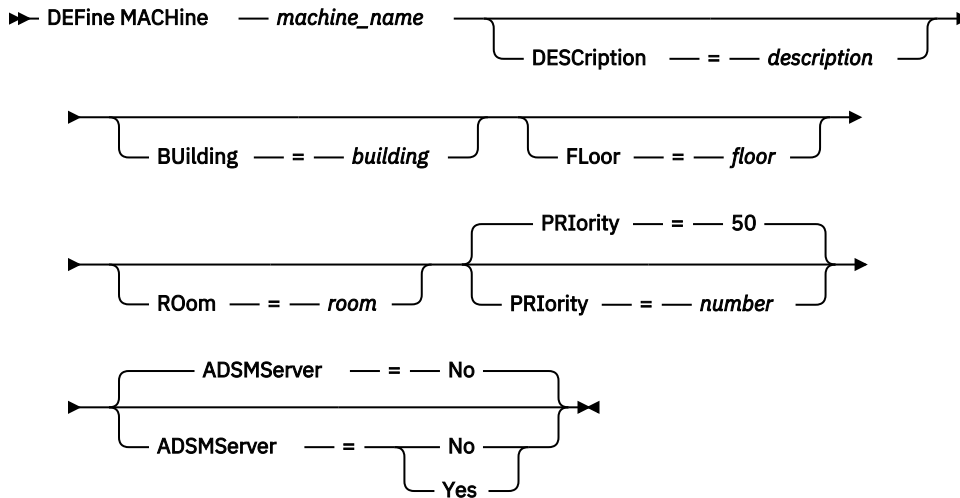 DEFine MACHine machine_name
DESCription = description
BUilding = building FLoor = floor
PRIority = 50
ROom = room PRIority = number
ADSMServer = No
ADSMServer = No
Yes